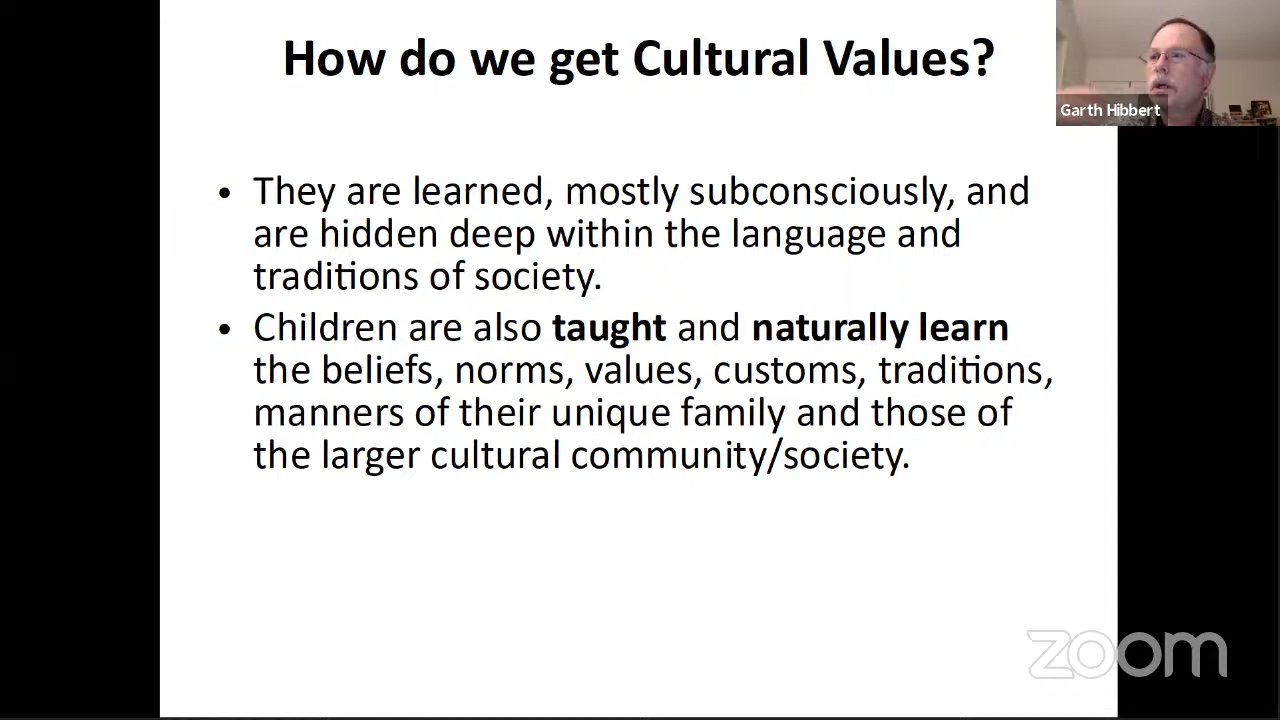 How do we get Cultural Values?
Garth Hibbert
• They are learned, mostly subconsciously, and
are hidden deep within the language and
traditions of society.
• Children are also taught and naturally learn
the beliefs, norms, values, customs, traditions,
manners of their unique family and those of
the larger cultural community/society.
zoom